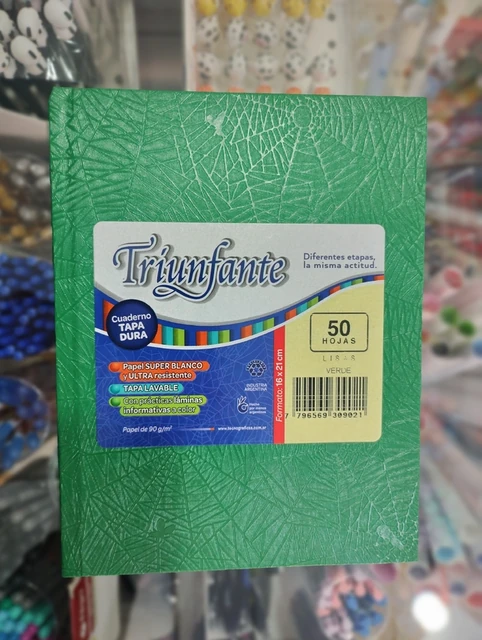 Triunfante
Diferentes etapas,
la misma actitud.
Cuaderno
TAPA
DURA
50
HOJAS
LISAS
VERDE
Papel SUPER BLANCO
y ULTRA resistente
TAPA LAVABLE
Con prácticas láminas
informativas a color
Papel de 90 g/m²
INDUSTRIA
ARGENTINA
Formato: 16 x 21 cm
7 796569 309021